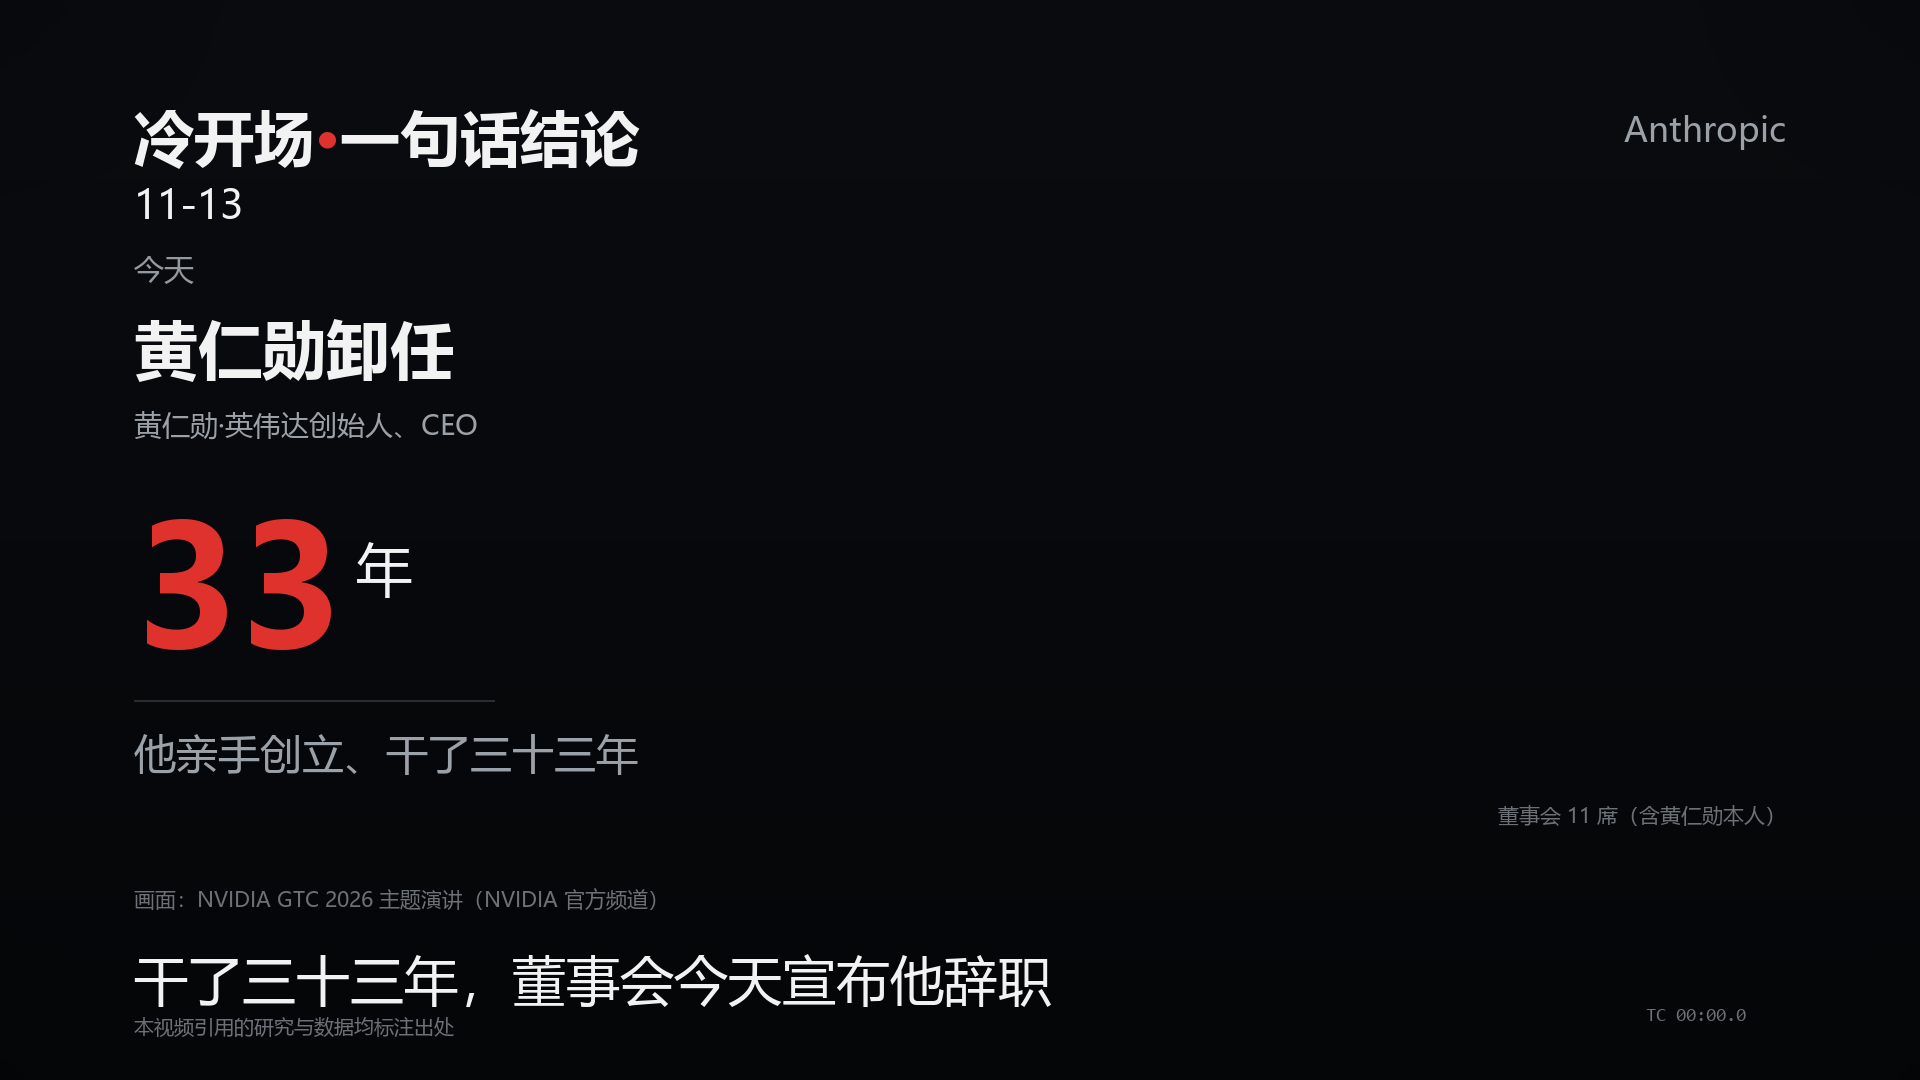 冷开场·一句话结论
Anthropic
11-13
今天
黄仁勋卸任
黄仁勋·英伟达创始人、CEO
33 年
他亲手创立、干了三十三年
董事会 11 席（含黄仁勋本人）
画面：NVIDIA GTC 2026 主题演讲（NVIDIA 官方频道）
干了三十三年，董事会今天宣布他辞职
本视频引用的研究与数据均标注出处
TC 00:00.0